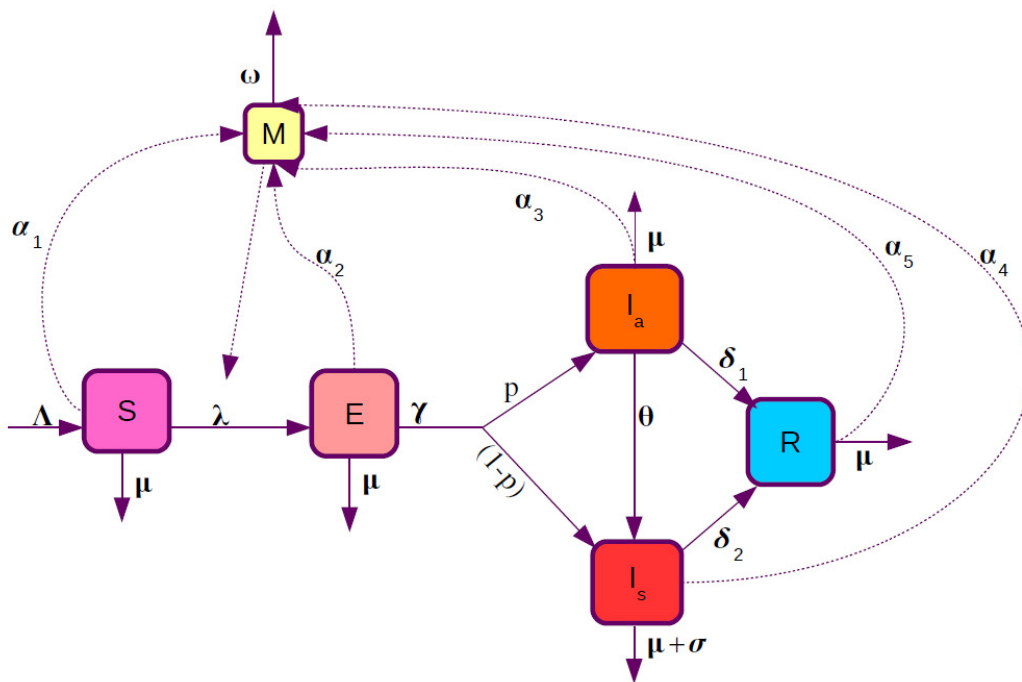 ω
M
α₁
α₂
α₃
α₅
α₄
μ
Iₐ
δ₁
Λ
S
λ
E
γ
p
(1-p)
θ
R
μ
μ
μ
δ₂
Iₛ
μ+σ